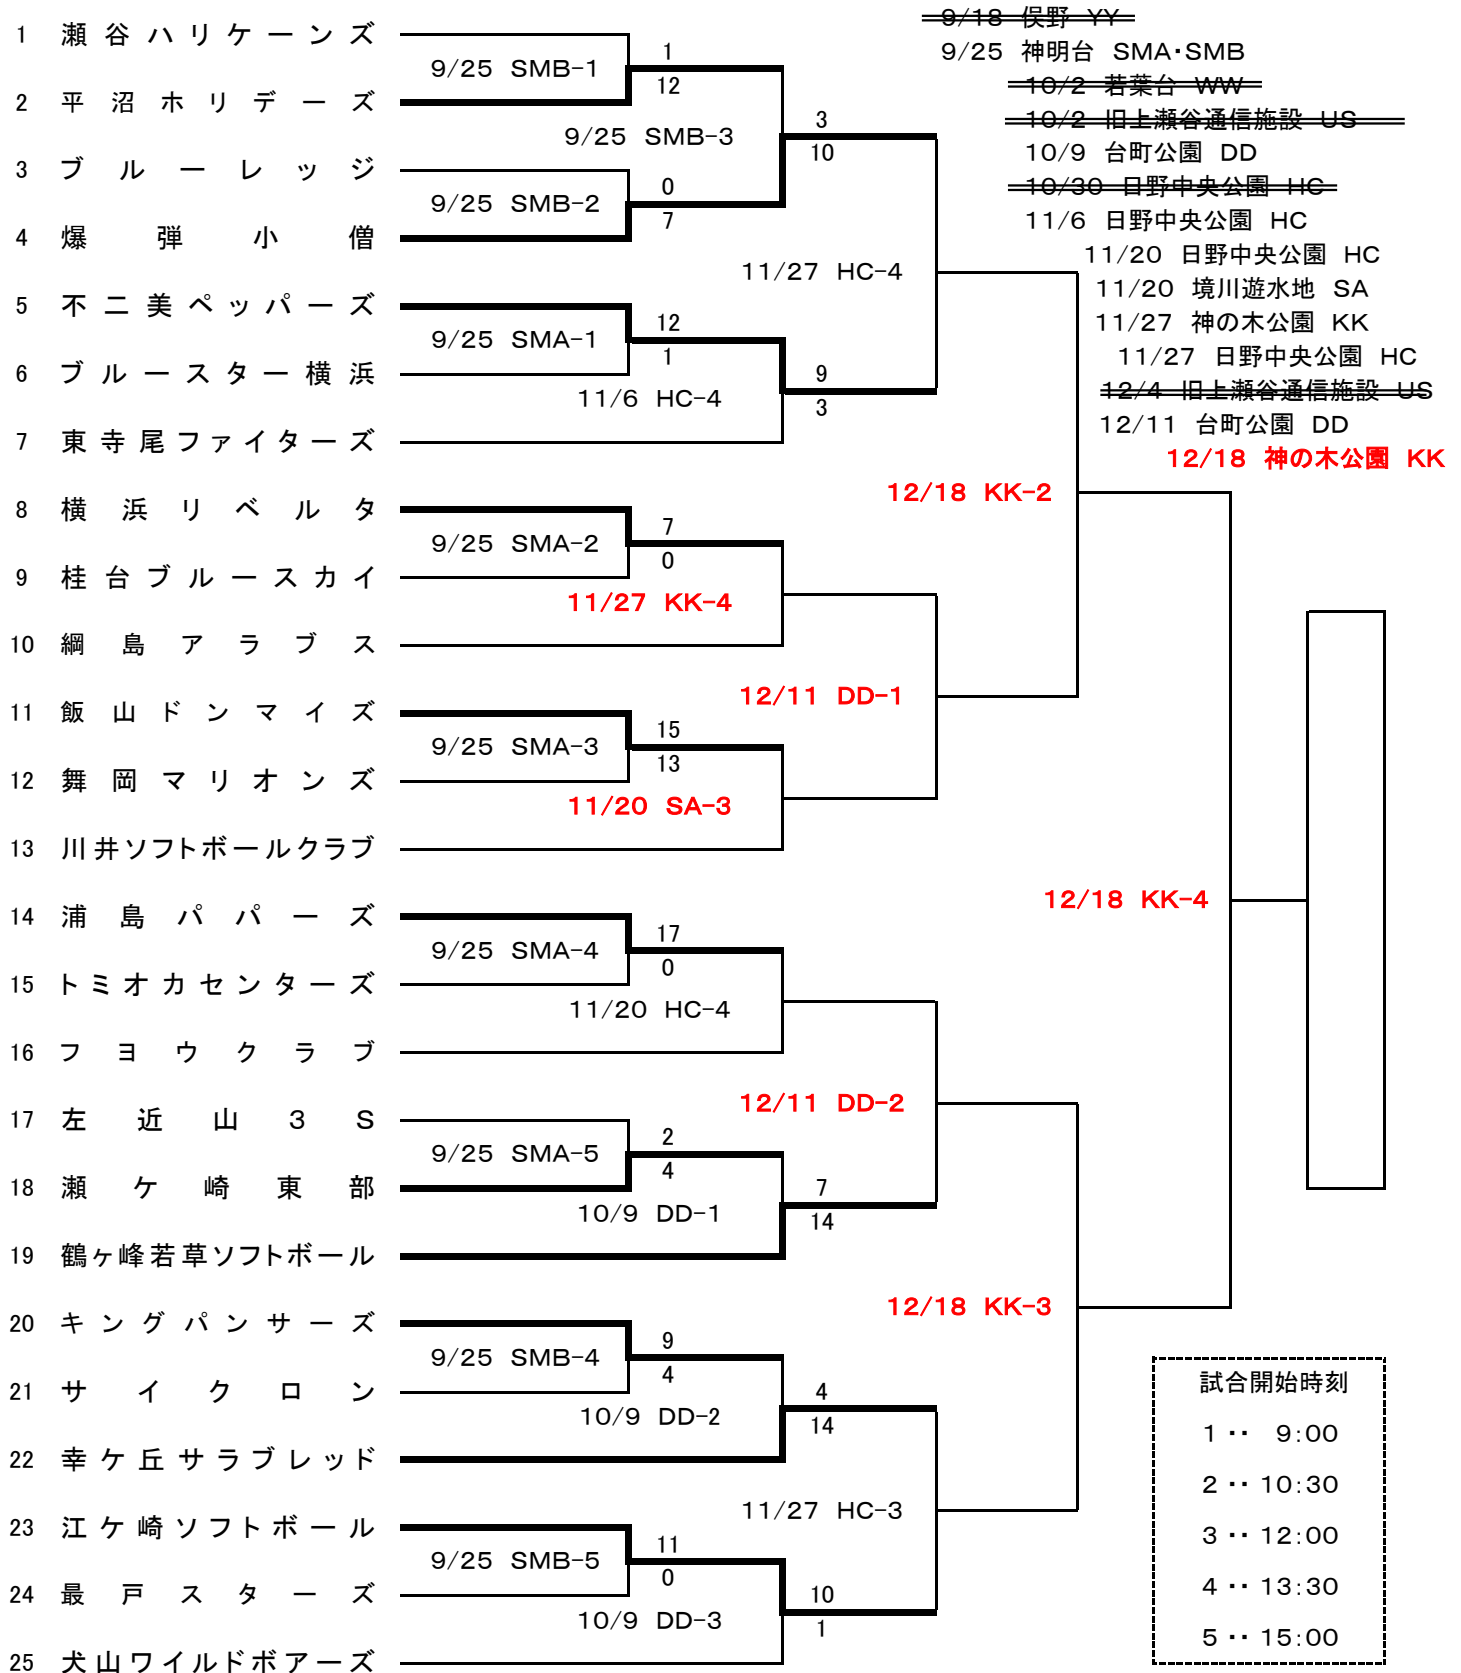 9/18 俣野 YY
1 瀬谷ハリケーンズ
9/25 神明台 SMA・SMB
1
9/25 SMB-1
12
10/2 若葉台 WW
2 平沼ホリデーズ
3
10/2 旧上瀬谷通信施設 US
9/25 SMB-3
10
10/9 台町公園 DD
3 ブルーレッジ
0
10/30 日野中央公園 HC
9/25 SMB-2
7
11/6 日野中央公園 HC
4 爆弾小僧
11/20 日野中央公園 HC
11/27 HC-4
11/20 境川遊水地 SA
5 不二美ペッパーズ
12
11/27 神の木公園 KK
9/25 SMA-1
1
11/27 日野中央公園 HC
6 ブルースター横浜
9
12/4 旧上瀬谷通信施設 US
11/6 HC-4
3
12/11 台町公園 DD
7 東寺尾ファイターズ
12/18 神の木公園 KK
12/18 KK-2
8 横浜リベルタ
7
9/25 SMA-2
0
9 桂台ブルースカイ
11/27 KK-4
10 綱島アラブス
12/11 DD-1
11 飯山ドンマイズ
15
9/25 SMA-3
13
12 舞岡マリオンズ
11/20 SA-3
13 川井ソフトボールクラブ
12/18 KK-4
14 浦島パパーズ
17
9/25 SMA-4
0
15 トミオカセンターズ
11/20 HC-4
16 フヨウクラブ
12/11 DD-2
17 左近山3S
2
9/25 SMA-5
4
18 瀬ケ崎東部
7
10/9 DD-1
14
19 鶴ヶ峰若草ソフトボール
12/18 KK-3
20 キングパンサーズ
9
9/25 SMB-4
4
21 サイクロン
4
10/9 DD-2
14
22 幸ケ丘サラブレッド
11/27 HC-3
23 江ケ崎ソフトボール
11
9/25 SMB-5
0
24 最戸スターズ
10
10/9 DD-3
1
25 犬山ワイルドボアーズ
試合開始時刻
1‥ 9:00
2‥10:30
3‥12:00
4‥13:30
5‥15:00